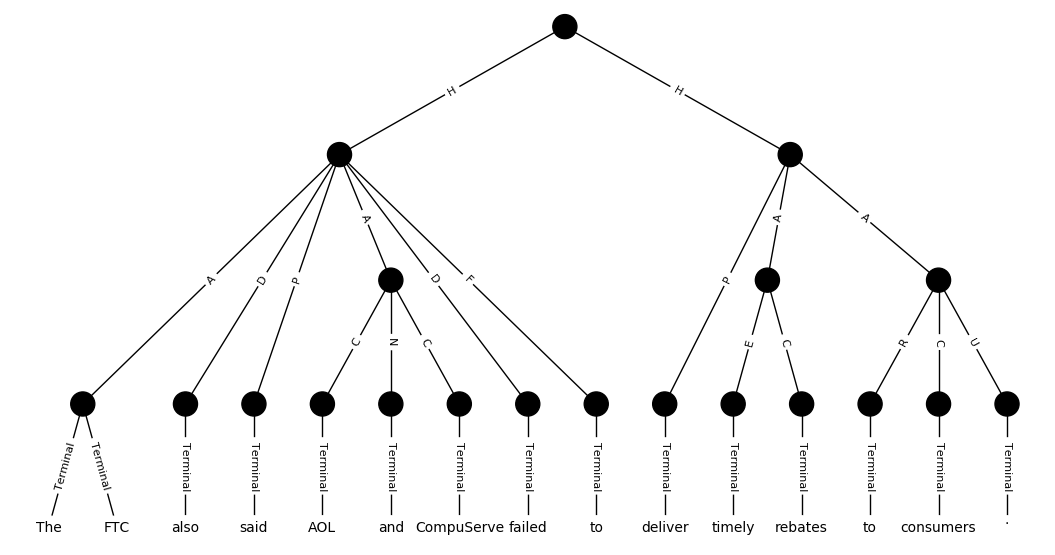 H H
A D P A D F P A A
C N C E C R C U
Terminal Terminal Terminal Terminal Terminal Terminal Terminal Terminal Terminal Terminal Terminal Terminal Terminal Terminal Terminal
The FTC also said AOL and CompuServe failed to deliver timely rebates to consumers .